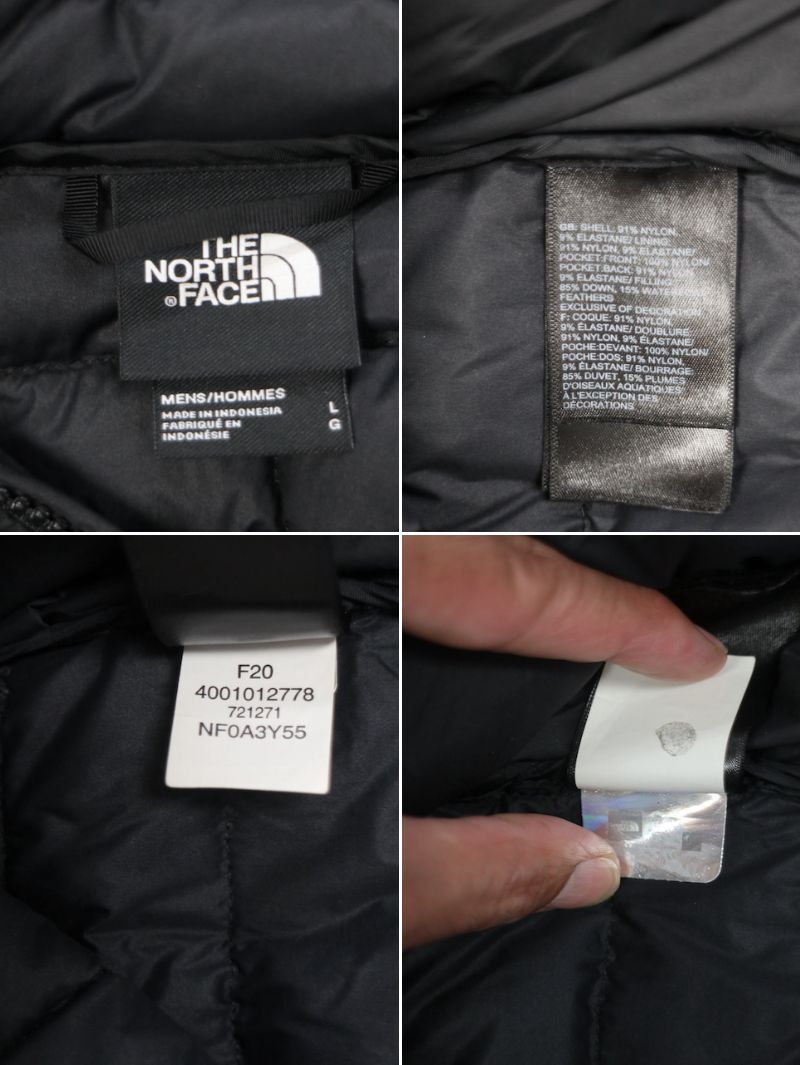 THE
NORTH
® FACE
MENS/HOMMES
MADE IN INDONESIA
FABRIQUÉ EN
INDONÉSIE
L
G
GB: SHELL: 91% NYLON,
9% ELASTANE/ LINING:
91% NYLON, 9% ELASTANE/
POCKET:FRONT: 100% NYLON/
POCKET:BACK: 91% NYLON,
9% ELASTANE/ FILLING:
85% DOWN, 15% WATERFOWL
FEATHERS
EXCLUSIVE OF DECORATION
F: COQUE: 91% NYLON,
9% ÉLASTANE/ DOUBLURE:
91% NYLON, 9% ÉLASTANE/
POCHE:DEVANT: 100% NYLON/
POCHE:DOS: 91% NYLON,
9% ÉLASTANE/ BOURRAGE:
85% DUVET, 15% PLUMES
D'OISEAUX AQUATIQUES
À L'EXCEPTION DES
DÉCORATIONS
F20
4001012778
721271
NF0A3Y55